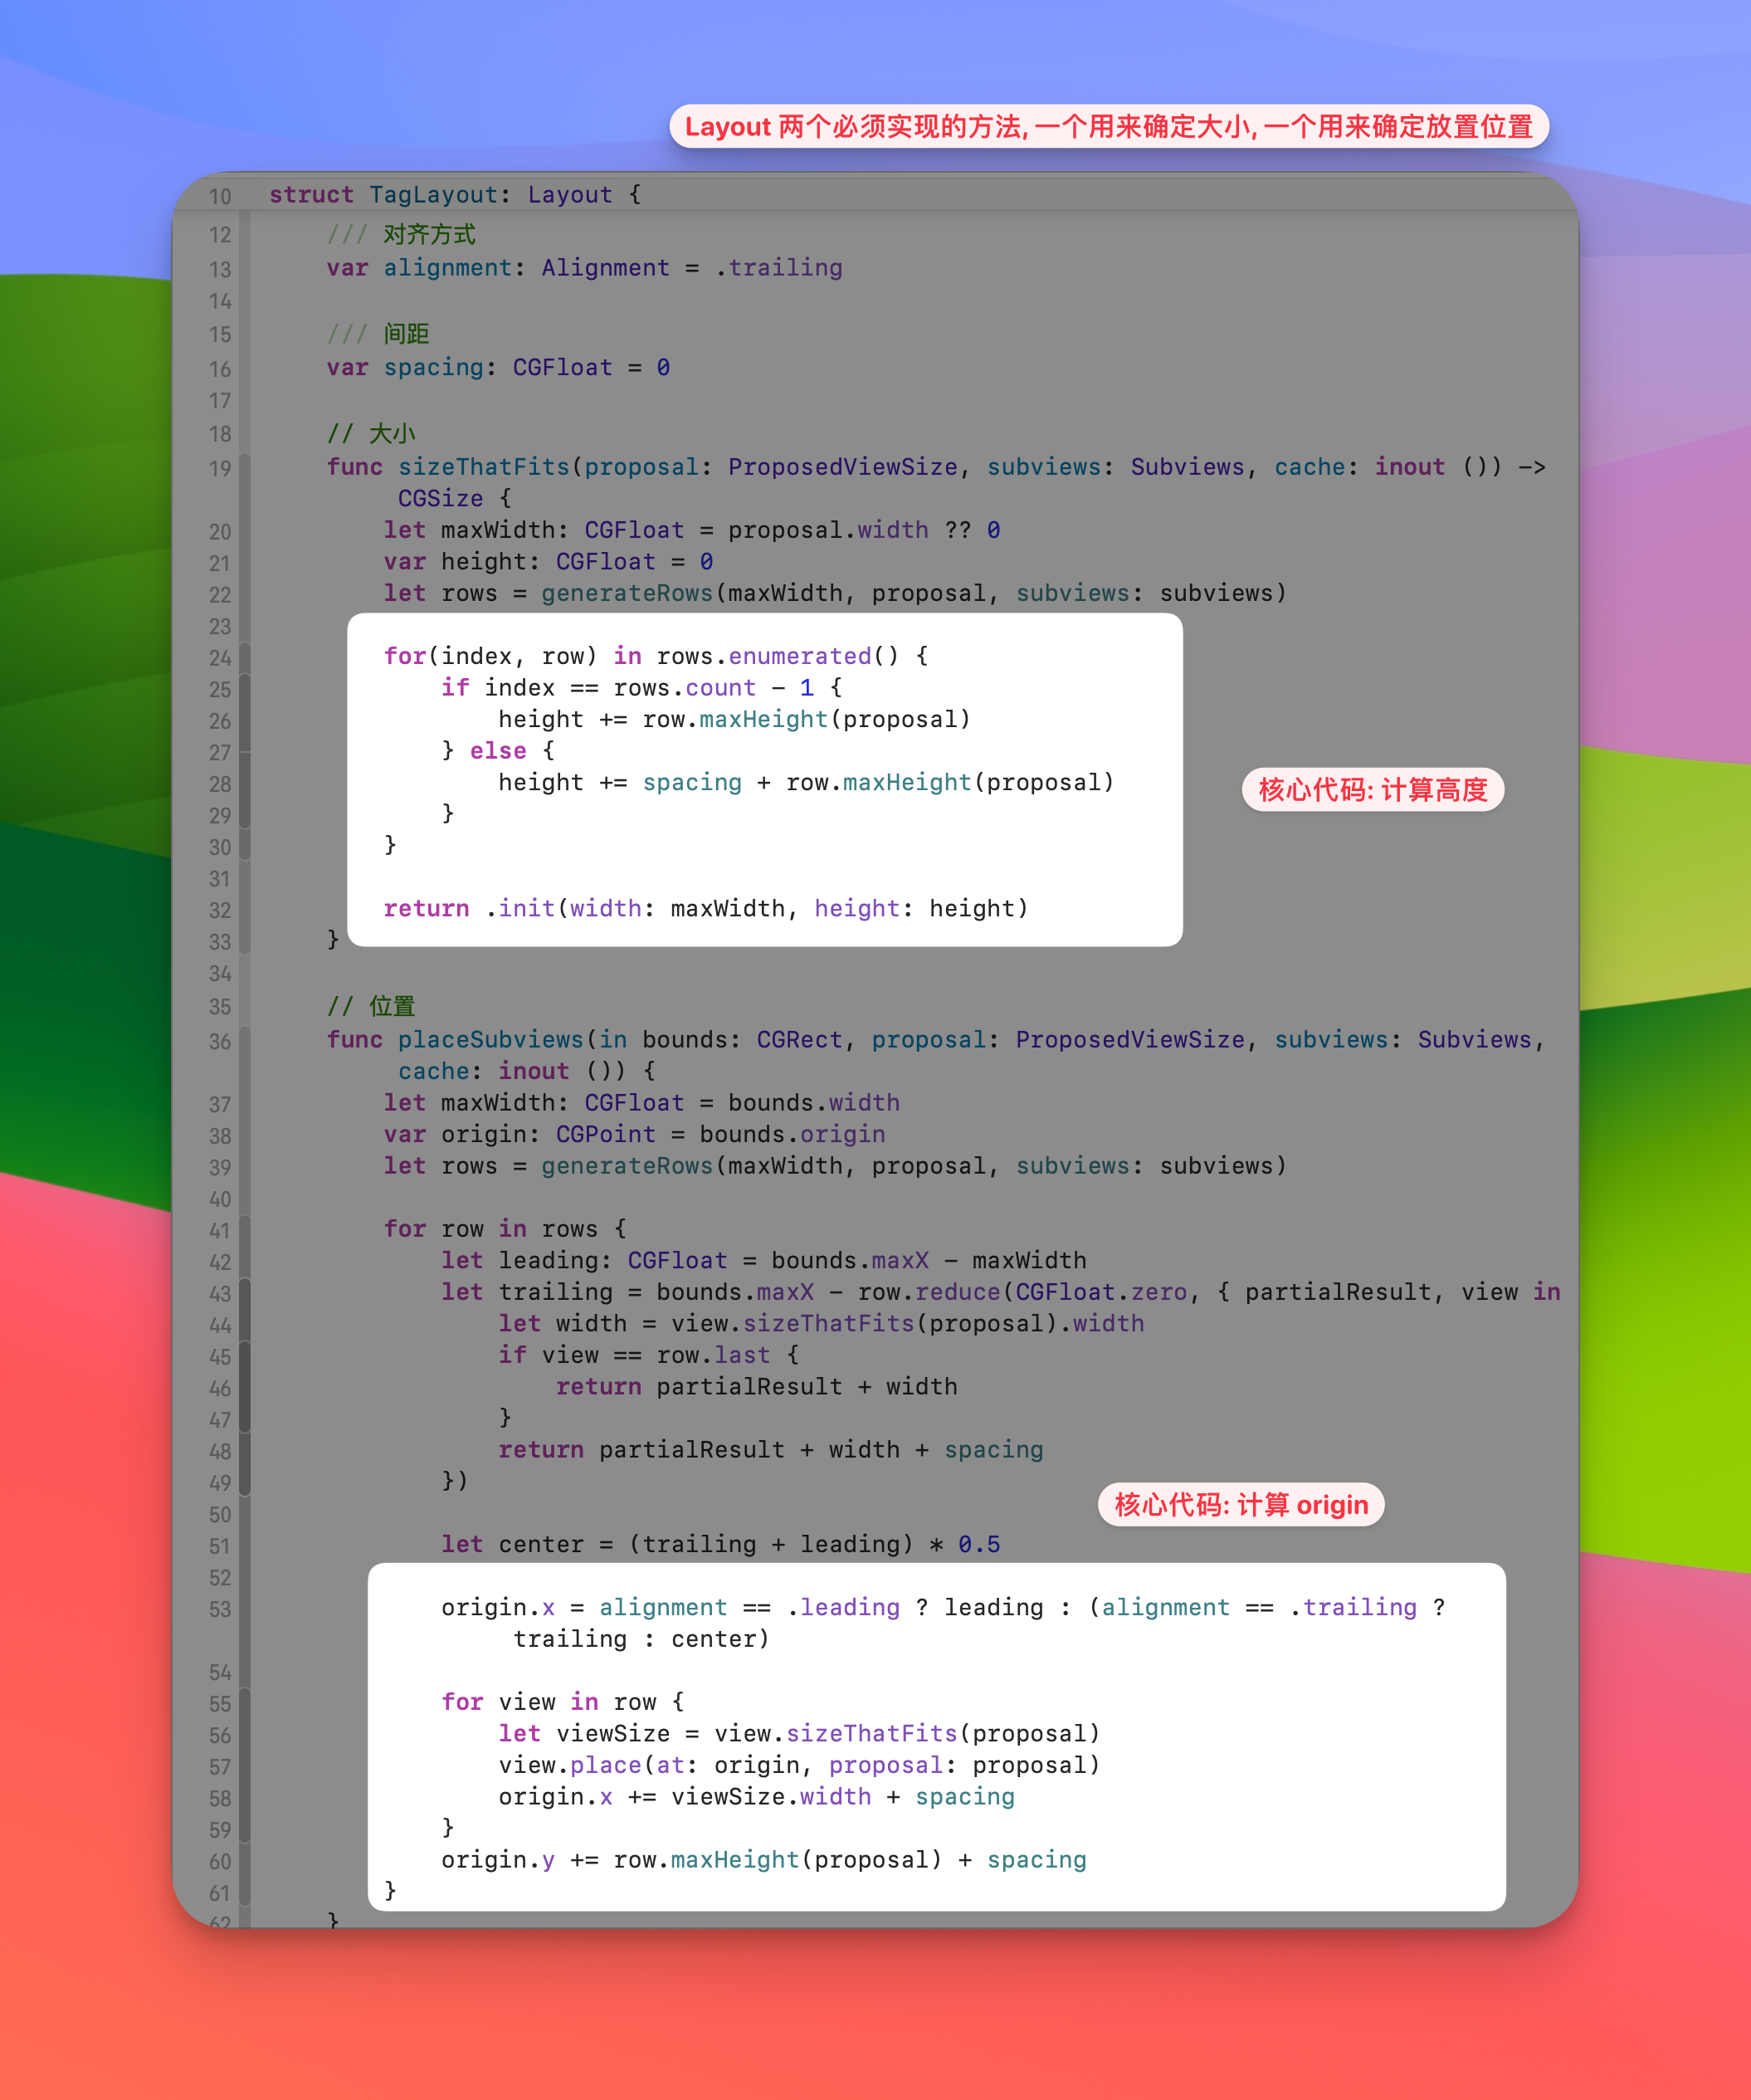 Layout 两个必须实现的方法, 一个用来确定大小, 一个用来确定放置位置
10 struct TagLayout: Layout {
12 /// 对齐方式
13 var alignment: Alignment = .trailing
14
15 /// 间距
16 var spacing: CGFloat = 0
17
18 // 大小
19 func sizeThatFits(proposal: ProposedViewSize, subviews: Subviews, cache: inout ()) ->
CGSize {
20 let maxWidth: CGFloat = proposal.width ?? 0
21 var height: CGFloat = 0
22 let rows = generateRows(maxWidth, proposal, subviews: subviews)
23
24 for(index, row) in rows.enumerated() {
25 if index == rows.count - 1 {
26 height += row.maxHeight(proposal)
27 } else {
28 height += spacing + row.maxHeight(proposal)
核心代码: 计算高度
29 }
30 }
31
32 return .init(width: maxWidth, height: height)
33 }
34
35 // 位置
36 func placeSubviews(in bounds: CGRect, proposal: ProposedViewSize, subviews: Subviews,
cache: inout ()) {
37 let maxWidth: CGFloat = bounds.width
38 var origin: CGPoint = bounds.origin
39 let rows = generateRows(maxWidth, proposal, subviews: subviews)
40
41 for row in rows {
42 let leading: CGFloat = bounds.maxX - maxWidth
43 let trailing = bounds.maxX - row.reduce(CGFloat.zero, { partialResult, view in
44 let width = view.sizeThatFits(proposal).width
45 if view == row.last {
46 return partialResult + width
47 }
48 return partialResult + width + spacing
49 })
核心代码: 计算 origin
50
51 let center = (trailing + leading) * 0.5
52
53 origin.x = alignment == .leading ? leading : (alignment == .trailing ?
trailing : center)
54
55 for view in row {
56 let viewSize = view.sizeThatFits(proposal)
57 view.place(at: origin, proposal: proposal)
58 origin.x += viewSize.width + spacing
59 }
60 origin.y += row.maxHeight(proposal) + spacing
61 }
62 }